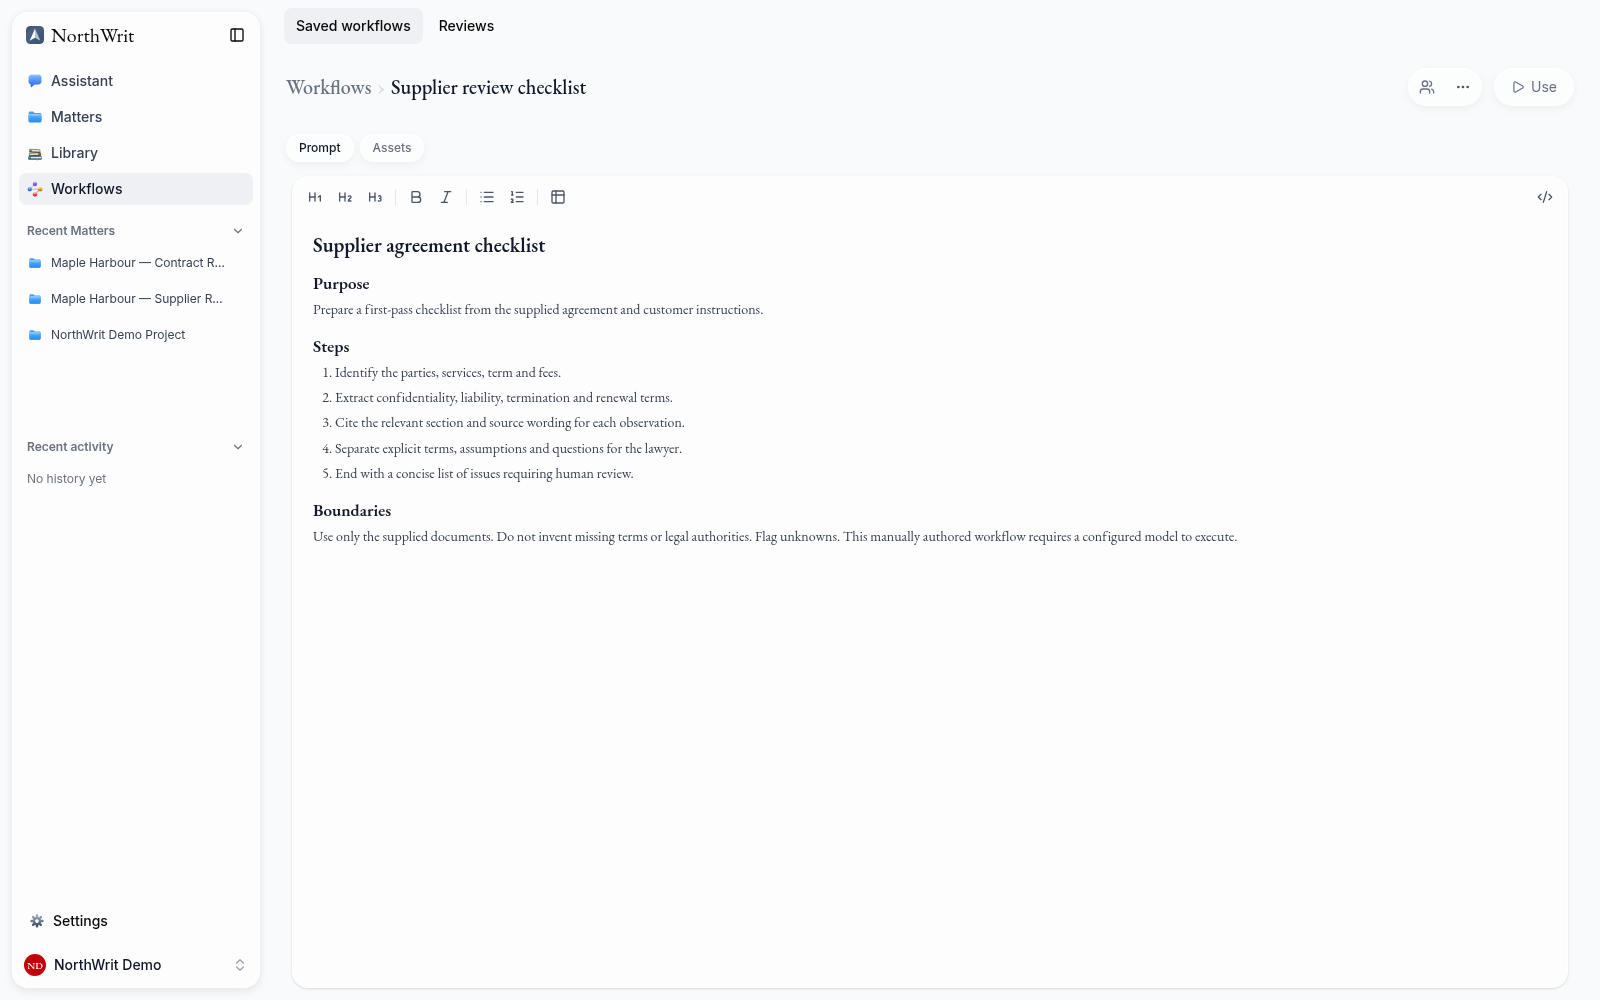 NorthWrit
Assistant
Matters
Library
Workflows
Recent Matters
Maple Harbour — Contract R...
Maple Harbour — Supplier R...
NorthWrit Demo Project
Recent activity
No history yet
Settings
ND NorthWrit Demo
Saved workflows Reviews
Workflows › Supplier review checklist
Use
Prompt Assets
H1 H2 H3 B I
Supplier agreement checklist
Purpose
Prepare a first-pass checklist from the supplied agreement and customer instructions.
Steps
1. Identify the parties, services, term and fees.
2. Extract confidentiality, liability, termination and renewal terms.
3. Cite the relevant section and source wording for each observation.
4. Separate explicit terms, assumptions and questions for the lawyer.
5. End with a concise list of issues requiring human review.
Boundaries
Use only the supplied documents. Do not invent missing terms or legal authorities. Flag unknowns. This manually authored workflow requires a configured model to execute.